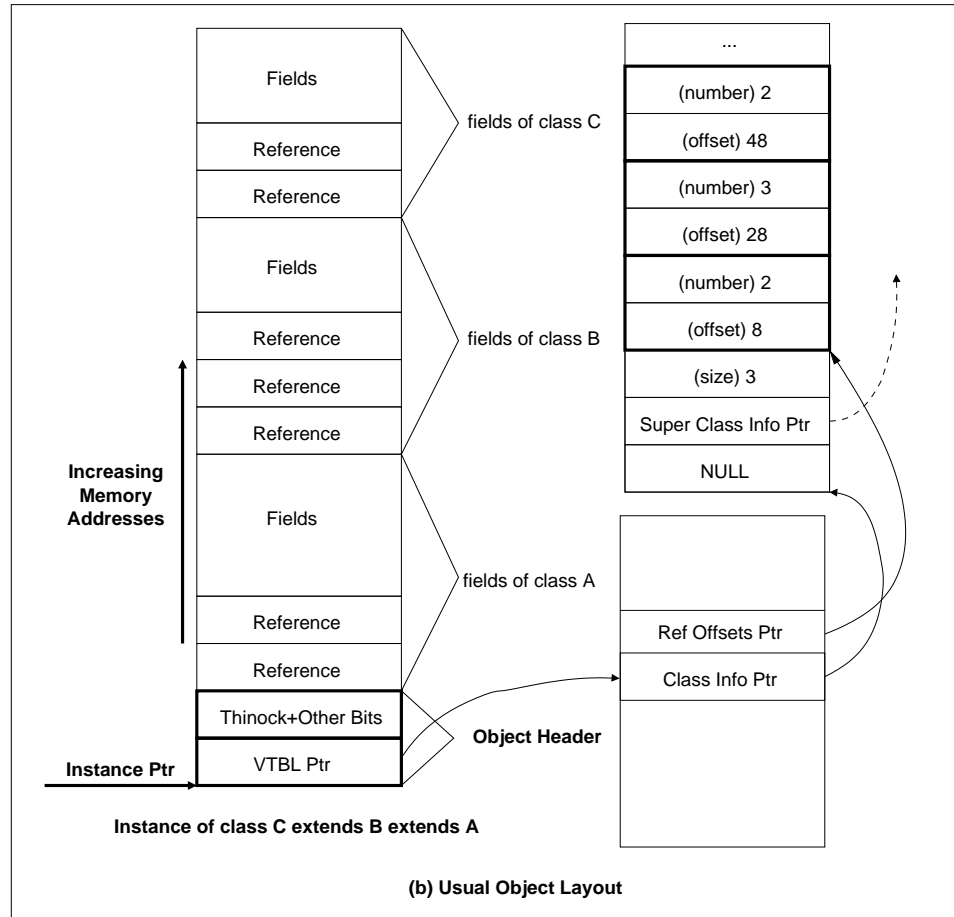 Fields
Reference
Reference
fields of class C
Fields
Reference
Reference
Reference
fields of class B
Fields
Reference
Reference
fields of class A
Thinock+Other Bits
VTBL Ptr
Object Header
Instance Ptr
Increasing
Memory
Addresses
Instance of class C extends B extends A
...
(number) 2
(offset) 48
(number) 3
(offset) 28
(number) 2
(offset) 8
(size) 3
Super Class Info Ptr
NULL
Ref Offsets Ptr
Class Info Ptr
(b) Usual Object Layout